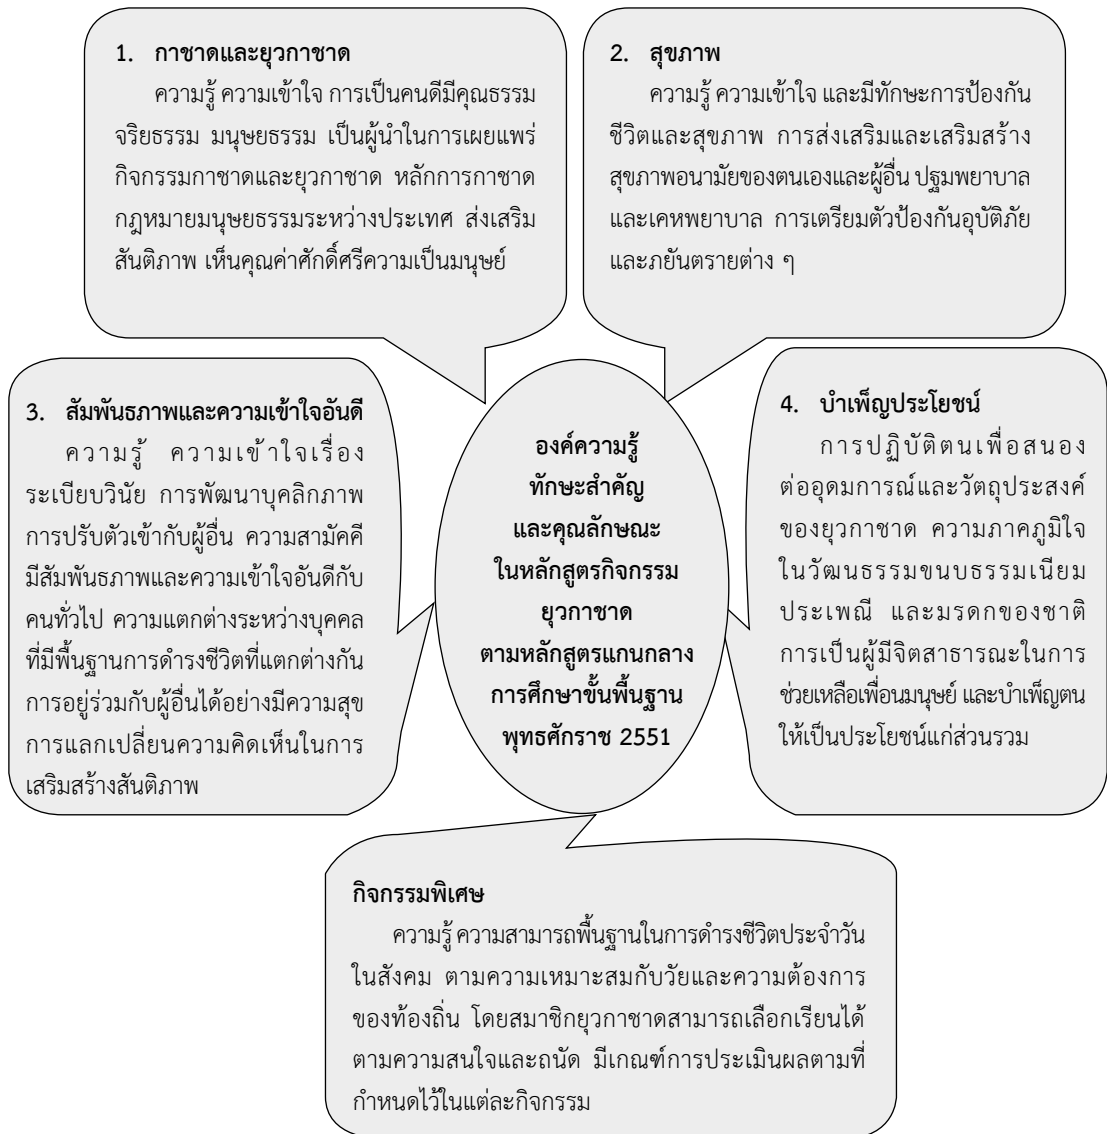 1. กาชาดและยุวกาชาด
ความรู้ ความเข้าใจ การเป็นคนดีมีคุณธรรม
จริยธรรม มนุษยธรรม เป็นผู้นำในการเผยแพร่
กิจกรรมกาชาดและยุวกาชาด หลักการกาชาด
กฎหมายมนุษยธรรมระหว่างประเทศ ส่งเสริม
สันติภาพ เห็นคุณค่าศักดิ์ศรีความเป็นมนุษย์
2. สุขภาพ
ความรู้ ความเข้าใจ และมีทักษะการป้องกัน
ชีวิตและสุขภาพ การส่งเสริมและเสริมสร้าง
สุขภาพอนามัยของตนเองและผู้อื่น ปฐมพยาบาล
และเคหพยาบาล การเตรียมตัวป้องกันอุบัติภัย
และภยันตรายต่าง ๆ
3. สัมพันธภาพและความเข้าใจอันดี
ความรู้ ความเข้าใจเรื่อง
ระเบียบวินัย การพัฒนาบุคลิกภาพ
การปรับตัวเข้ากับผู้อื่น ความสามัคคี
มีสัมพันธภาพและความเข้าใจอันดีกับ
คนทั่วไป ความแตกต่างระหว่างบุคคล
ที่มีพื้นฐานการดำรงชีวิตที่แตกต่างกัน
การอยู่ร่วมกับผู้อื่นได้อย่างมีความสุข
การแลกเปลี่ยนความคิดเห็นในการ
เสริมสร้างสันติภาพ
องค์ความรู้
ทักษะสำคัญ
และคุณลักษณะ
ในหลักสูตรกิจกรรม
ยุวกาชาด
ตามหลักสูตรแกนกลาง
การศึกษาขั้นพื้นฐาน
พุทธศักราช 2551
4. บำเพ็ญประโยชน์
การปฏิบัติตนเพื่อสนอง
ต่ออุดมการณ์และวัตถุประสงค์
ของยุวกาชาด ความภาคภูมิใจ
ในวัฒนธรรมขนบธรรมเนียม
ประเพณี และมรดกของชาติ
การเป็นผู้มีจิตสาธารณะในการ
ช่วยเหลือเพื่อนมนุษย์ และบำเพ็ญตน
ให้เป็นประโยชน์แก่ส่วนรวม
กิจกรรมพิเศษ
ความรู้ ความสามารถพื้นฐานในการดำรงชีวิตประจำวัน
ในสังคม ตามความเหมาะสมกับวัยและความต้องการ
ของท้องถิ่น โดยสมาชิกยุวกาชาดสามารถเลือกเรียนได้
ตามความสนใจและถนัด มีเกณฑ์การประเมินผลตามที่
กำหนดไว้ในแต่ละกิจกรรม